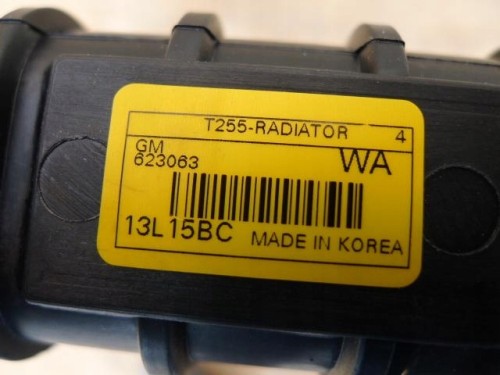 T255-RADIATOR 4
GM
623063 WA
13L15BC MADE IN KOREA